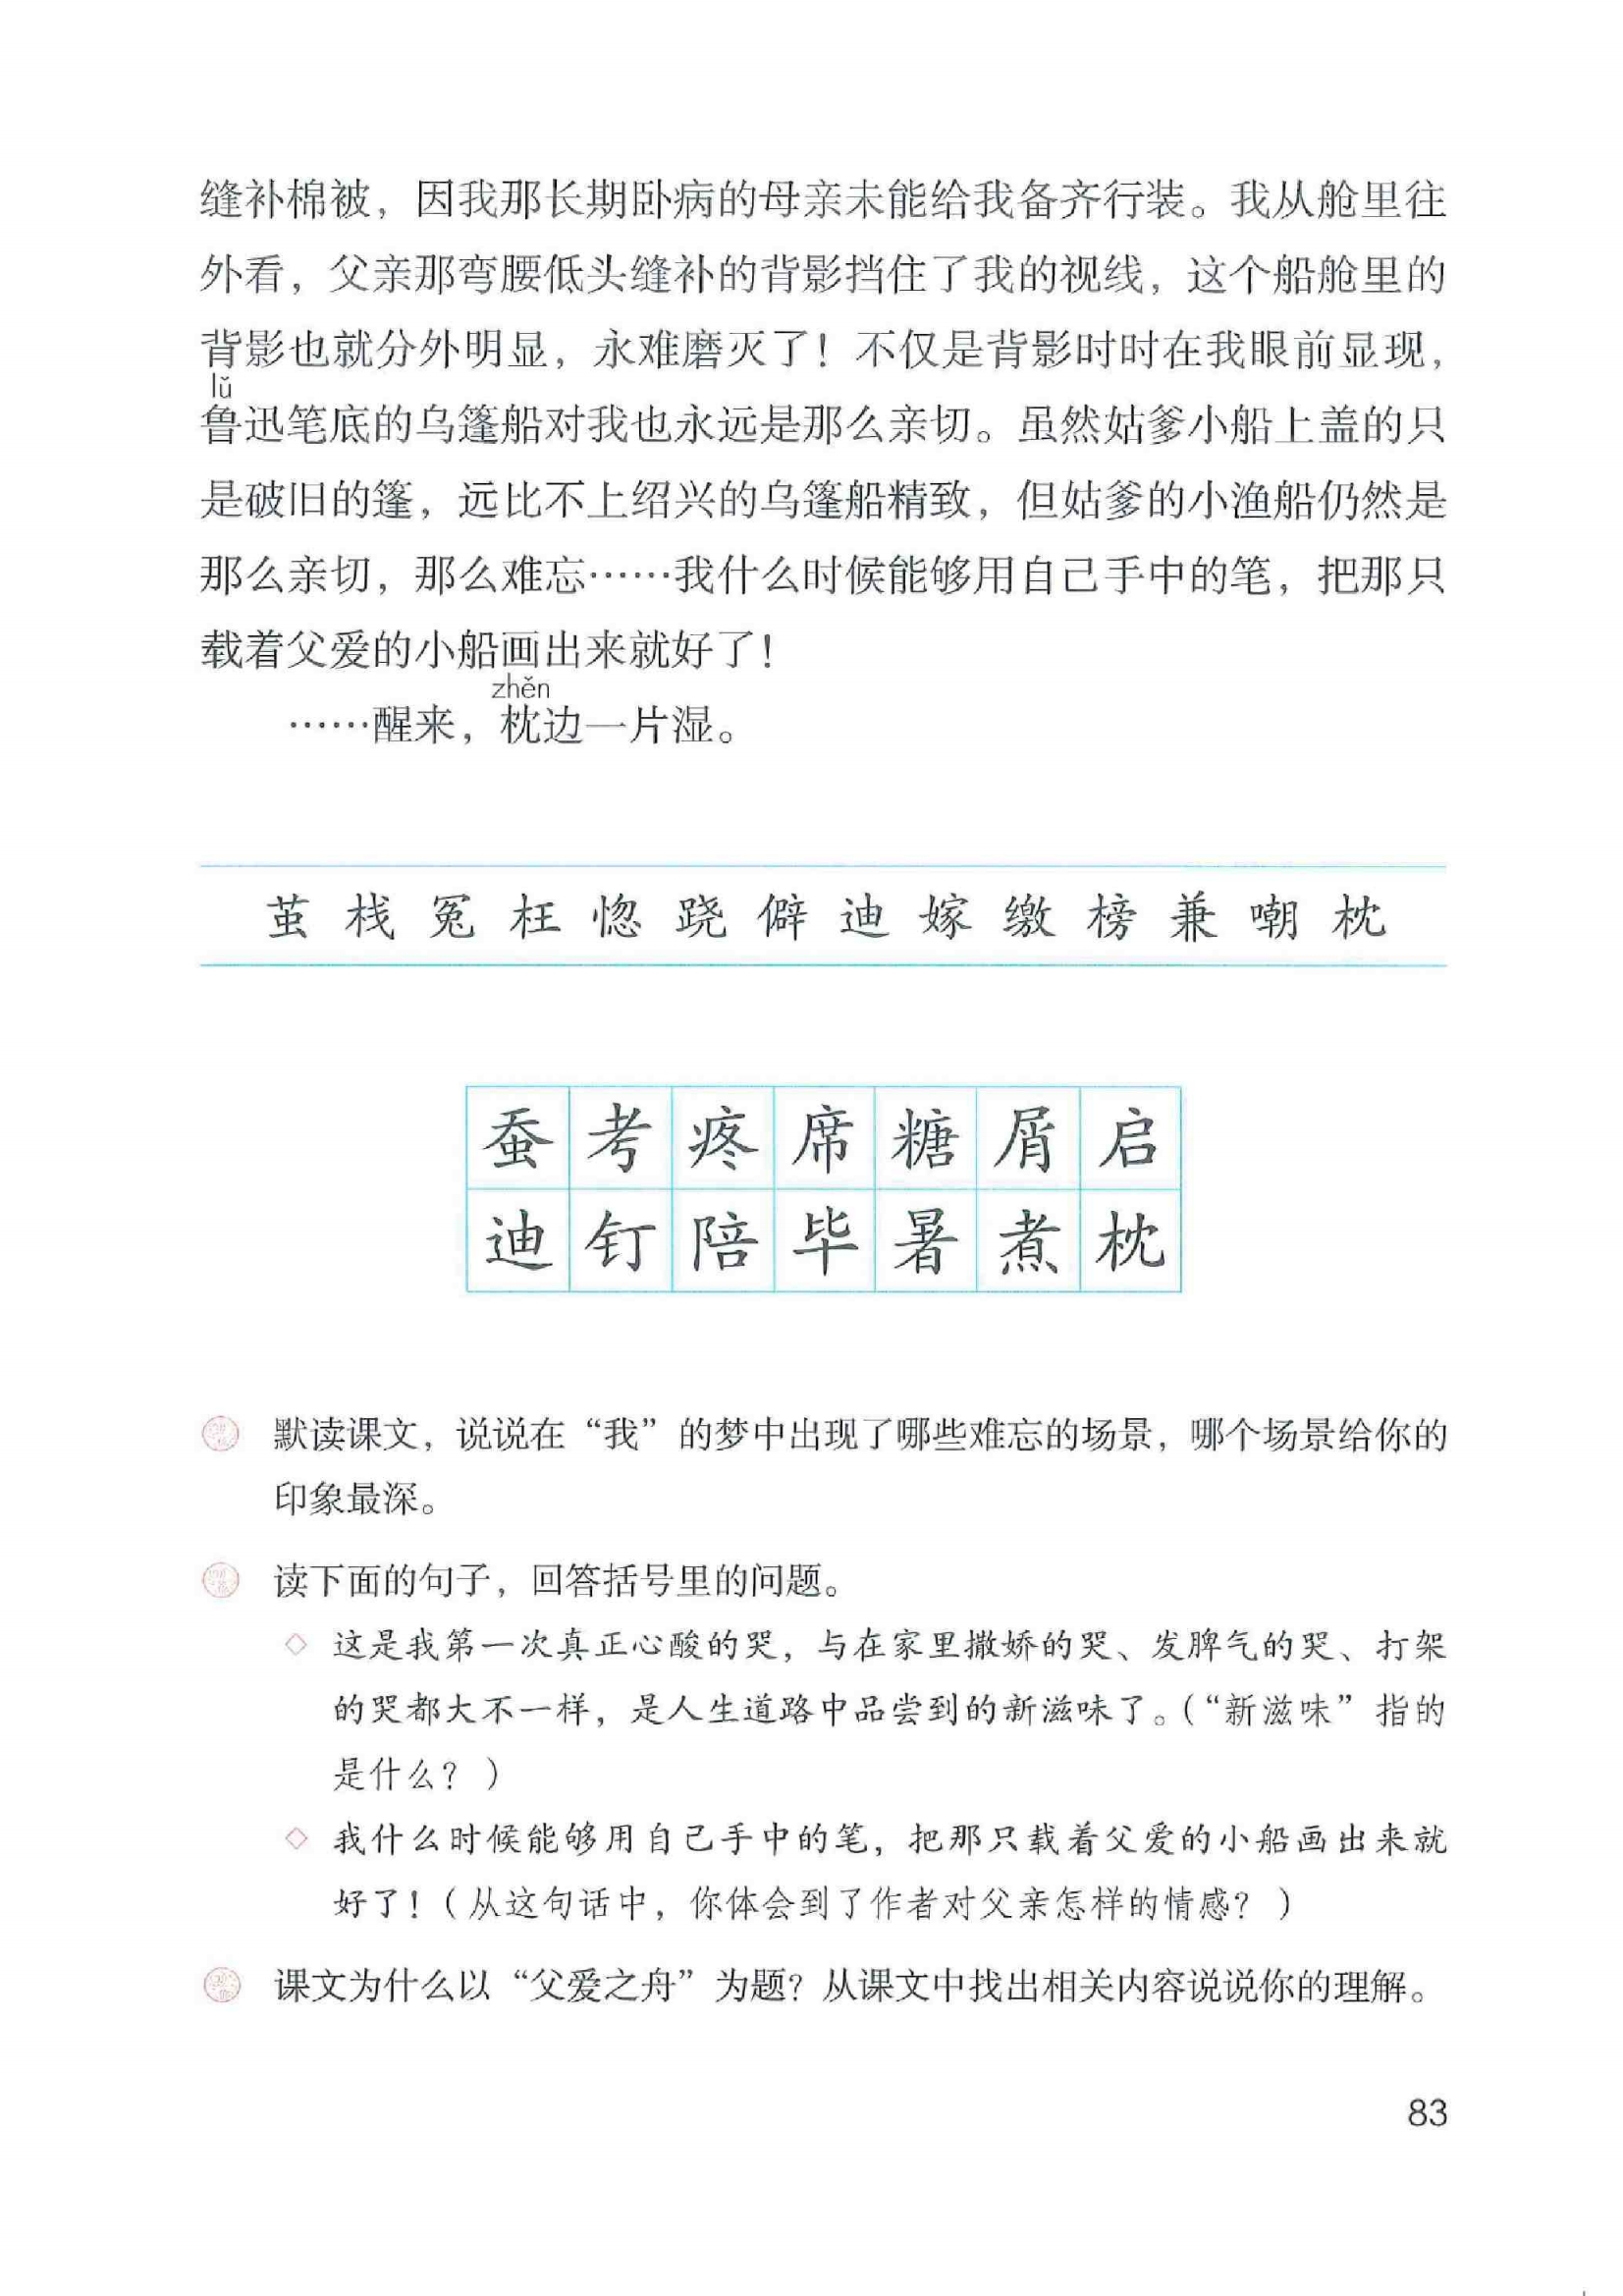 缝补棉被，因我那长期卧病的母亲未能给我备齐行装。我从舱里往
外看，父亲那弯腰低头缝补的背影挡住了我的视线，这个船舱里的
背影也就分外明显，永难磨灭了！不仅是背影时时在我眼前显现，
lǔ
鲁迅笔底的乌篷船对我也永远是那么亲切。虽然姑爹小船上盖的只
是破旧的篷，远比不上绍兴的乌篷船精致，但姑爹的小渔船仍然是
那么亲切，那么难忘……我什么时候能够用自己手中的笔，把那只
载着父爱的小船画出来就好了！
zhěn
……醒来，枕边一片湿。
茧 栈 冤 枉 惚 跷 僻 迪 嫁 缴 榜 兼 嘲 枕
蚕 考 疼 席 糖 屑 启
迪 钉 陪 毕 暑 煮 枕
默读课文，说说在“我”的梦中出现了哪些难忘的场景，哪个场景给你的
印象最深。
读下面的句子，回答括号里的问题。
◇ 这是我第一次真正心酸的哭，与在家里撒娇的哭、发脾气的哭、打架
的哭都大不一样，是人生道路中品尝到的新滋味了。（“新滋味”指的
是什么？）
◇ 我什么时候能够用自己手中的笔，把那只载着父爱的小船画出来就
好了！（从这句话中，你体会到了作者对父亲怎样的情感？）
课文为什么以“父爱之舟”为题？从课文中找出相关内容说说你的理解。
83